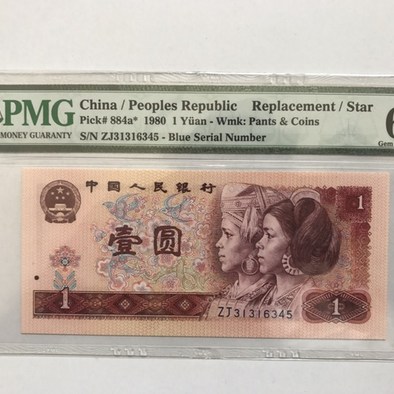 PMG
MONEY GUARANTY
China / Peoples Republic Replacement / Star
Pick# 884a* 1980 1 Yüan - Wmk: Pants & Coins
S/N ZJ31316345 - Blue Serial Number
6
Gem
中国人民银行
壹圆
1
1
1
ZJ31316345